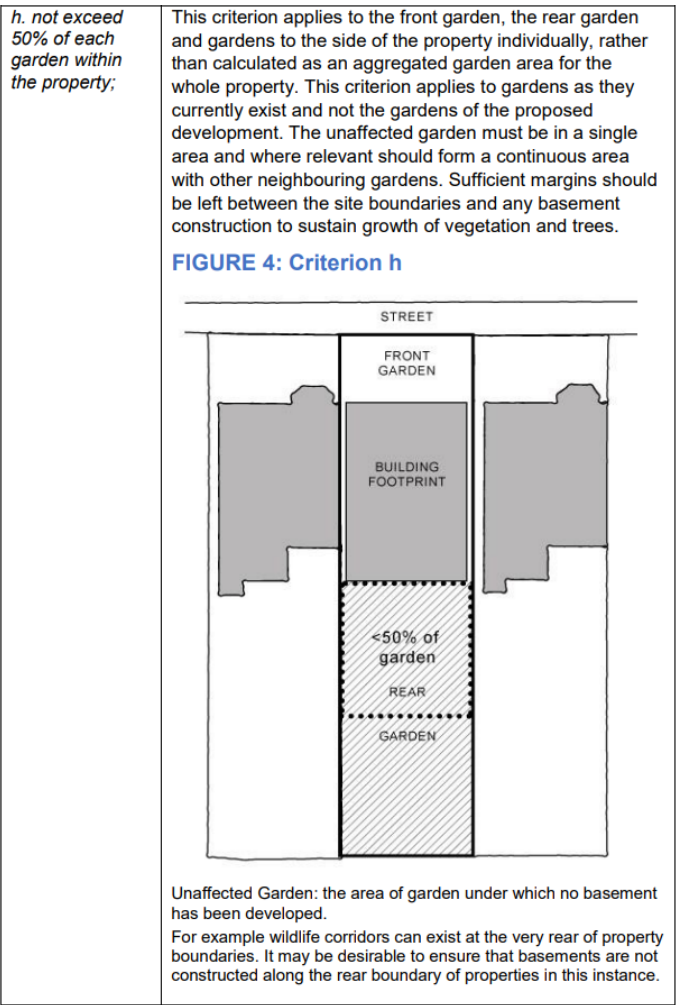 h. not exceed
50% of each
garden within
the property;
This criterion applies to the front garden, the rear garden
and gardens to the side of the property individually, rather
than calculated as an aggregated garden area for the
whole property. This criterion applies to gardens as they
currently exist and not the gardens of the proposed
development. The unaffected garden must be in a single
area and where relevant should form a continuous area
with other neighbouring gardens. Sufficient margins should
be left between the site boundaries and any basement
construction to sustain growth of vegetation and trees.
FIGURE 4: Criterion h
STREET
FRONT
GARDEN
BUILDING
FOOTPRINT
<50% of
garden
REAR
GARDEN
Unaffected Garden: the area of garden under which no basement
has been developed.
For example wildlife corridors can exist at the very rear of property
boundaries. It may be desirable to ensure that basements are not
constructed along the rear boundary of properties in this instance.